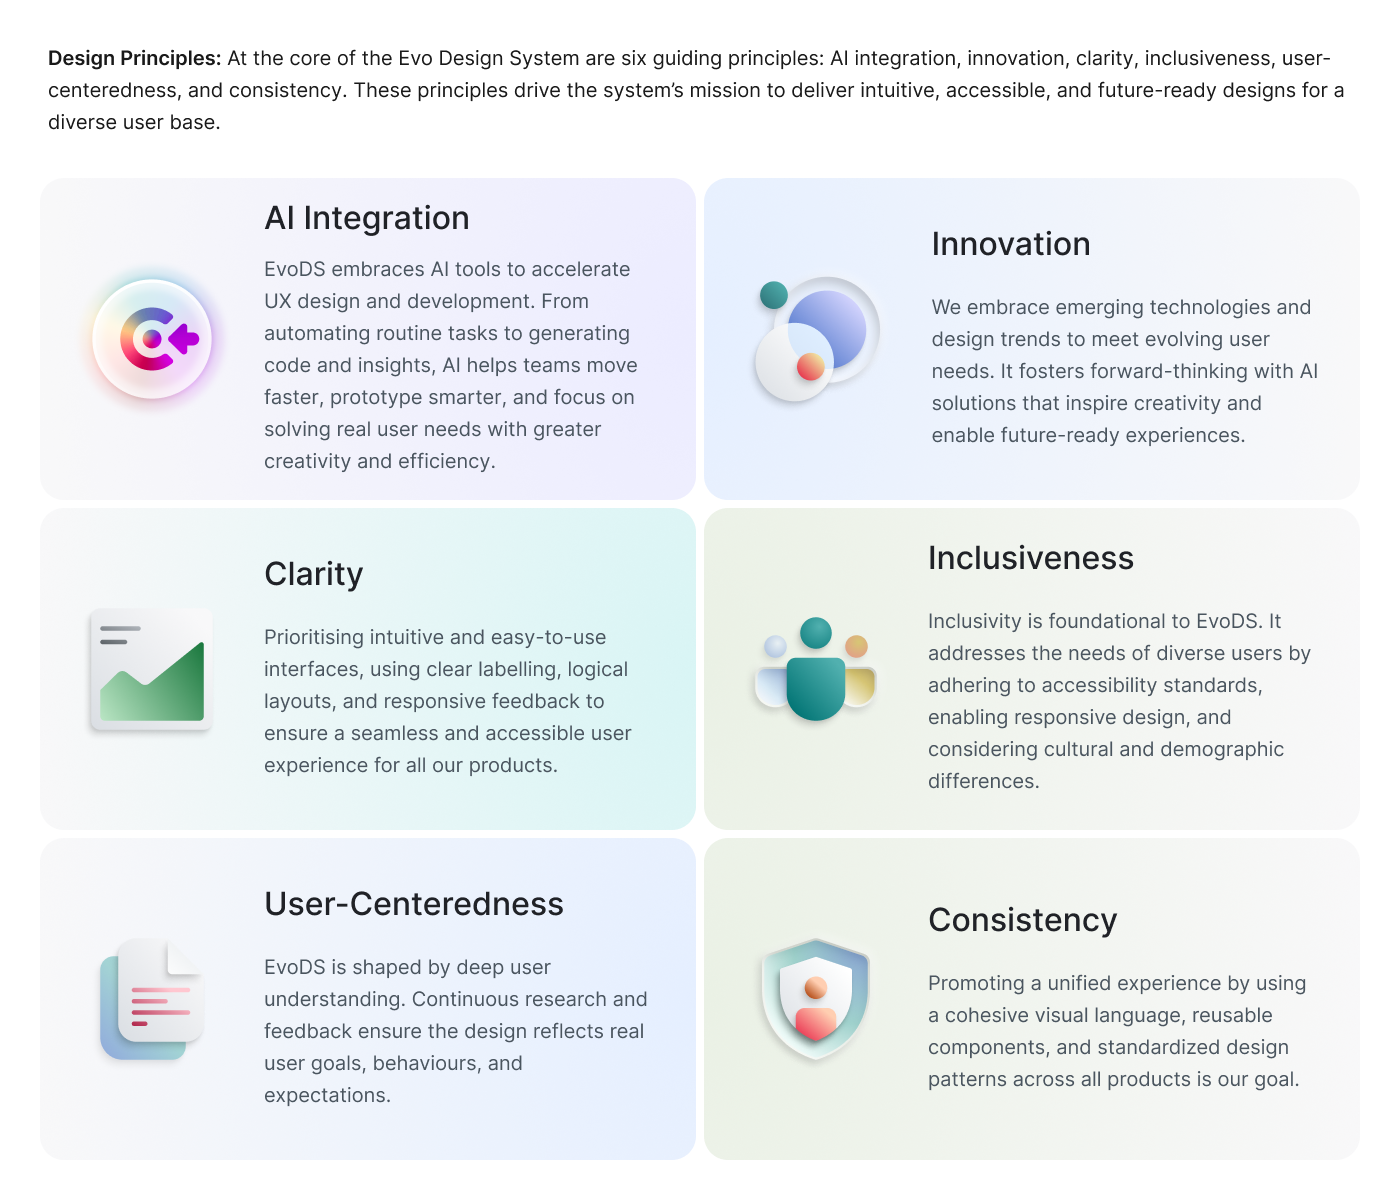 Design Principles: At the core of the Evo Design System are six guiding principles: AI integration, innovation, clarity, inclusiveness, user-
centeredness, and consistency. These principles drive the system’s mission to deliver intuitive, accessible, and future-ready designs for a
diverse user base.
AI Integration
EvoDS embraces AI tools to accelerate
UX design and development. From
automating routine tasks to generating
code and insights, AI helps teams move
faster, prototype smarter, and focus on
solving real user needs with greater
creativity and efficiency.
Innovation
We embrace emerging technologies and
design trends to meet evolving user
needs. It fosters forward-thinking with AI
solutions that inspire creativity and
enable future-ready experiences.
Clarity
Prioritising intuitive and easy-to-use
interfaces, using clear labelling, logical
layouts, and responsive feedback to
ensure a seamless and accessible user
experience for all our products.
Inclusiveness
Inclusivity is foundational to EvoDS. It
addresses the needs of diverse users by
adhering to accessibility standards,
enabling responsive design, and
considering cultural and demographic
differences.
User-Centeredness
EvoDS is shaped by deep user
understanding. Continuous research and
feedback ensure the design reflects real
user goals, behaviours, and
expectations.
Consistency
Promoting a unified experience by using
a cohesive visual language, reusable
components, and standardized design
patterns across all products is our goal.